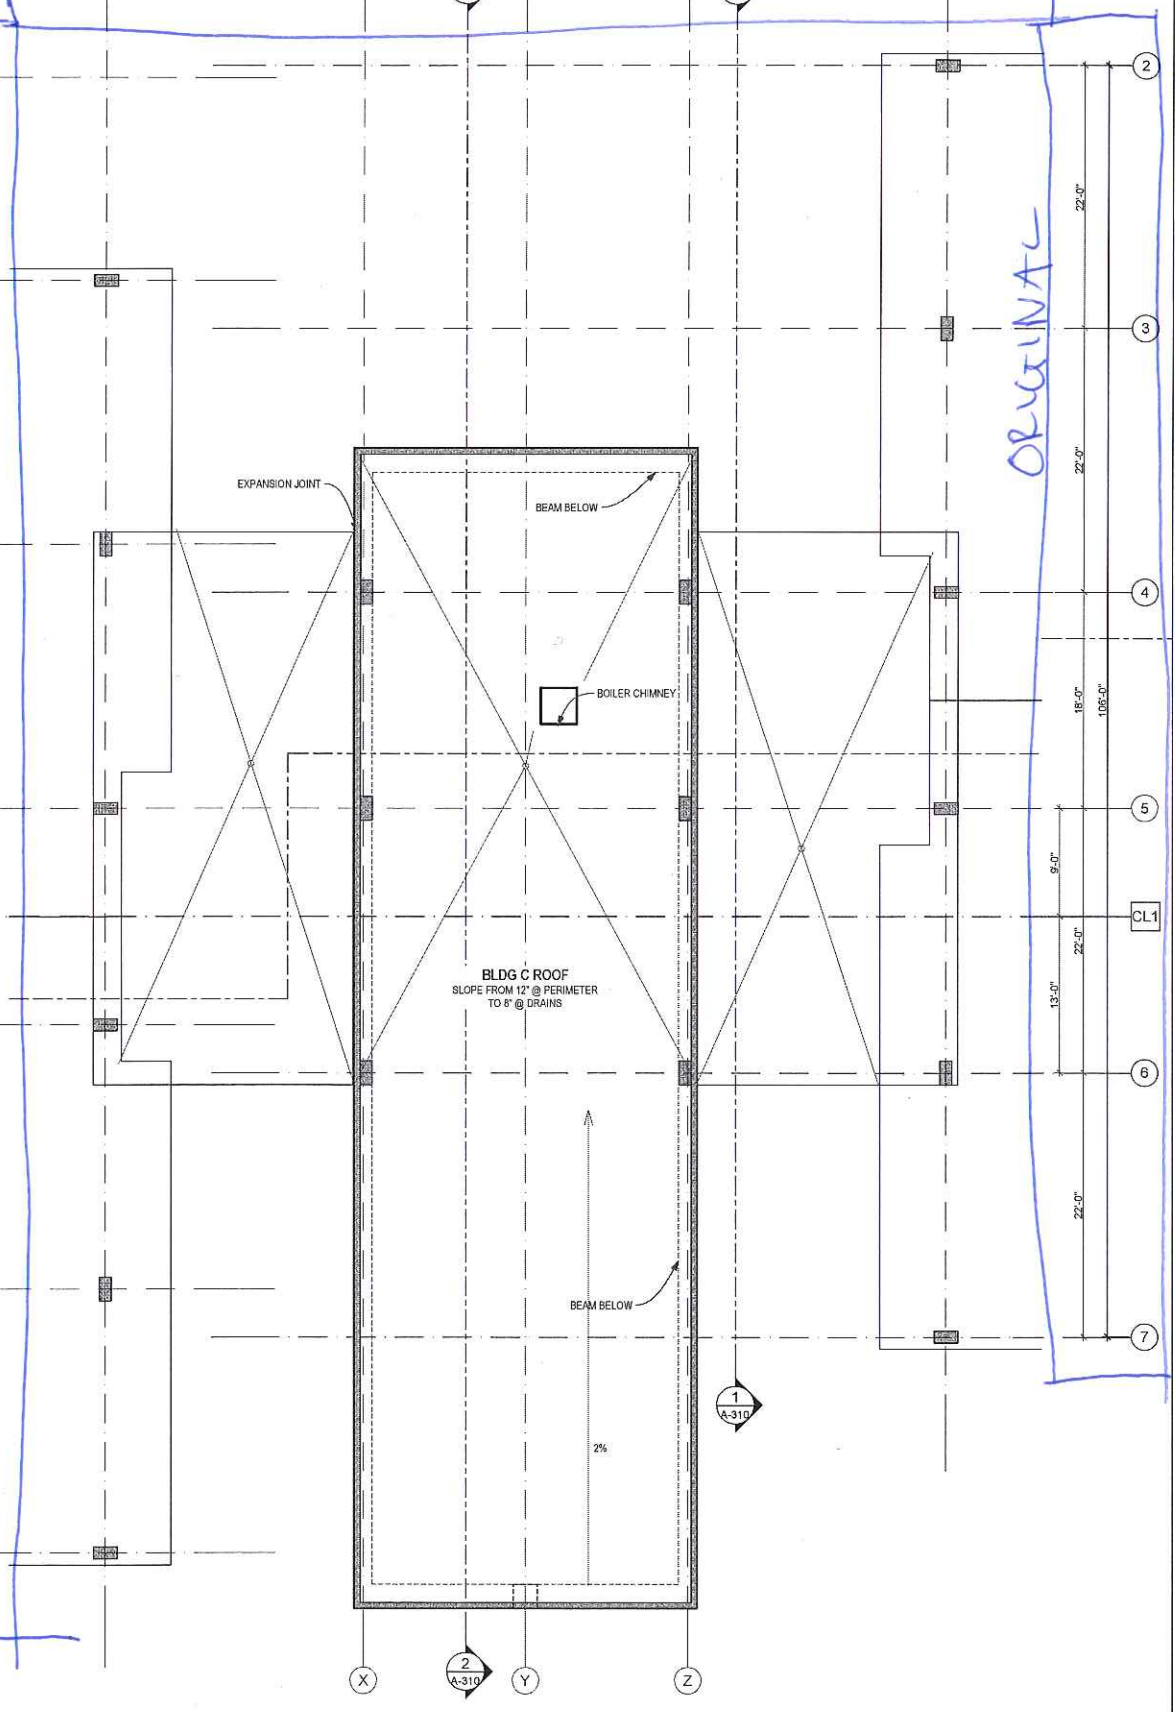 2
22'-0"
ORIGINAL
3
22'-0"
EXPANSION JOINT
BEAM BELOW
4
BOILER CHIMNEY
18'-0"
106'-0"
5
9'-0"
CL1
22'-0"
BLDG C ROOF
SLOPE FROM 12" @ PERIMETER
TO 8" @ DRAINS
13'-0"
6
22'-0"
BEAM BELOW
7
1
A-310
2%
2
A-310
X
Y
Z